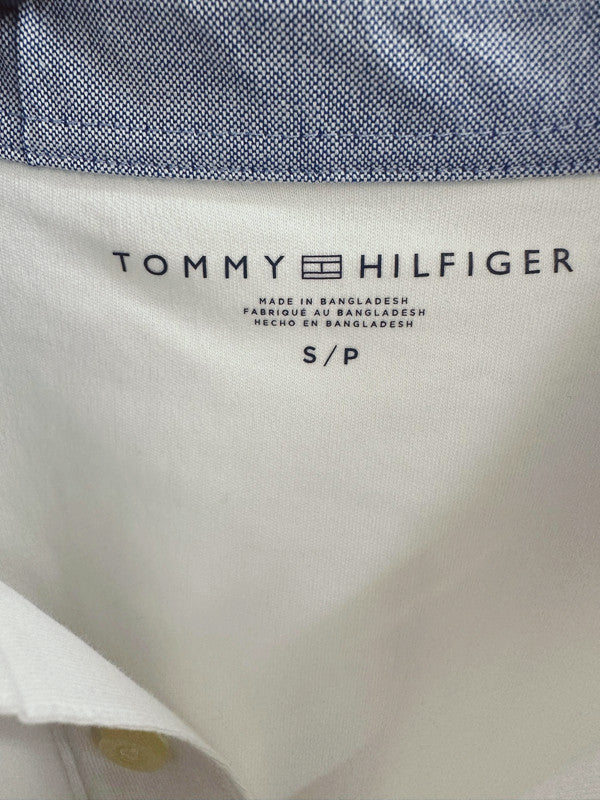 TOMMY HILFIGER
MADE IN BANGLADESH
FABRIQUÉ AU BANGLADESH
HECHO EN BANGLADESH
S/P